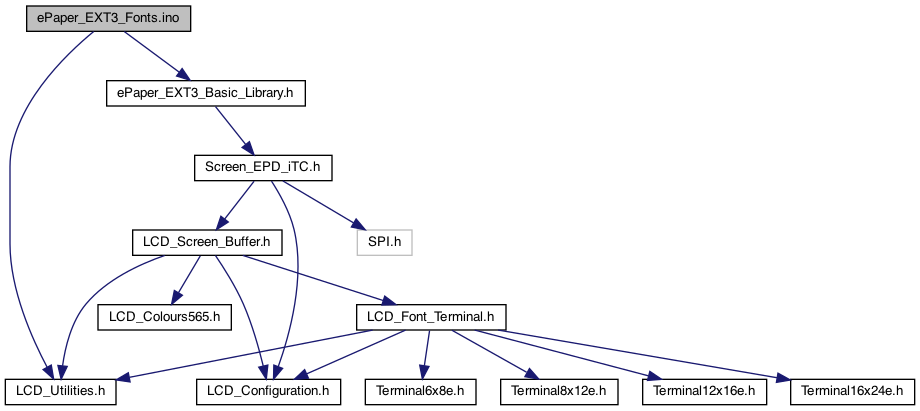 ePaper_EXT3_Fonts.ino
ePaper_EXT3_Basic_Library.h
Screen_EPD_iTC.h
LCD_Screen_Buffer.h
SPI.h
LCD_Colours565.h
LCD_Font_Terminal.h
LCD_Utilities.h
LCD_Configuration.h
Terminal6x8e.h
Terminal8x12e.h
Terminal12x16e.h
Terminal16x24e.h